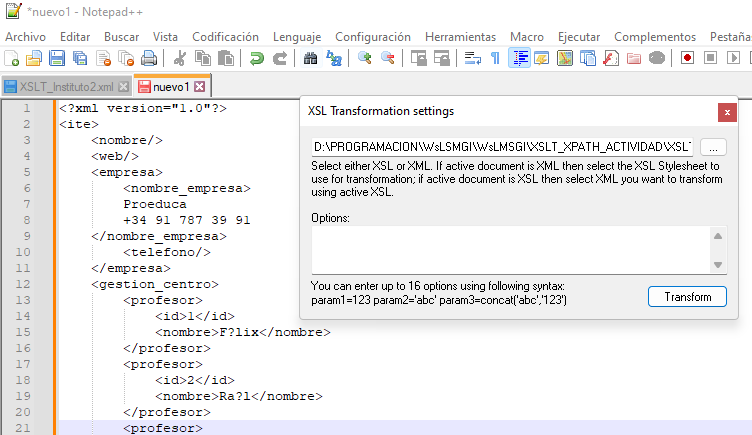 *nuevo1 - Notepad++
Archivo Editar Buscar Vista Codificación Lenguaje Configuración Herramientas Macro Ejecutar Complementos Pestaña
XSLT_Instituto2.xml nuevo1
1 <?xml version="1.0"?>
2 <ite>
3 <nombre/>
4 <web/>
5 <empresa>
6 <nombre_empresa>
7 Proeduca
8 +34 91 787 39 91
9 </nombre_empresa>
10 <telefono/>
11 </empresa>
12 <gestion_centro>
13 <profesor>
14 <id>1</id>
15 <nombre>F?lix</nombre>
16 </profesor>
17 <profesor>
18 <id>2</id>
19 <nombre>Ra?l</nombre>
20 </profesor>
21 <profesor>
XSL Transformation settings
D:\PROGRAMACION\WsLSMGI\WsLMSGI\XSLT_XPATH_ACTIVIDAD\XSLT
...
Select either XSL or XML. If active document is XML then select the XSL Stylesheet to
use for transformation; if active document is XSL then select XML you want to transform
using active XSL.
Options:
You can enter up to 16 options using following syntax:
param1=123 param2='abc' param3=concat('abc','123')
Transform